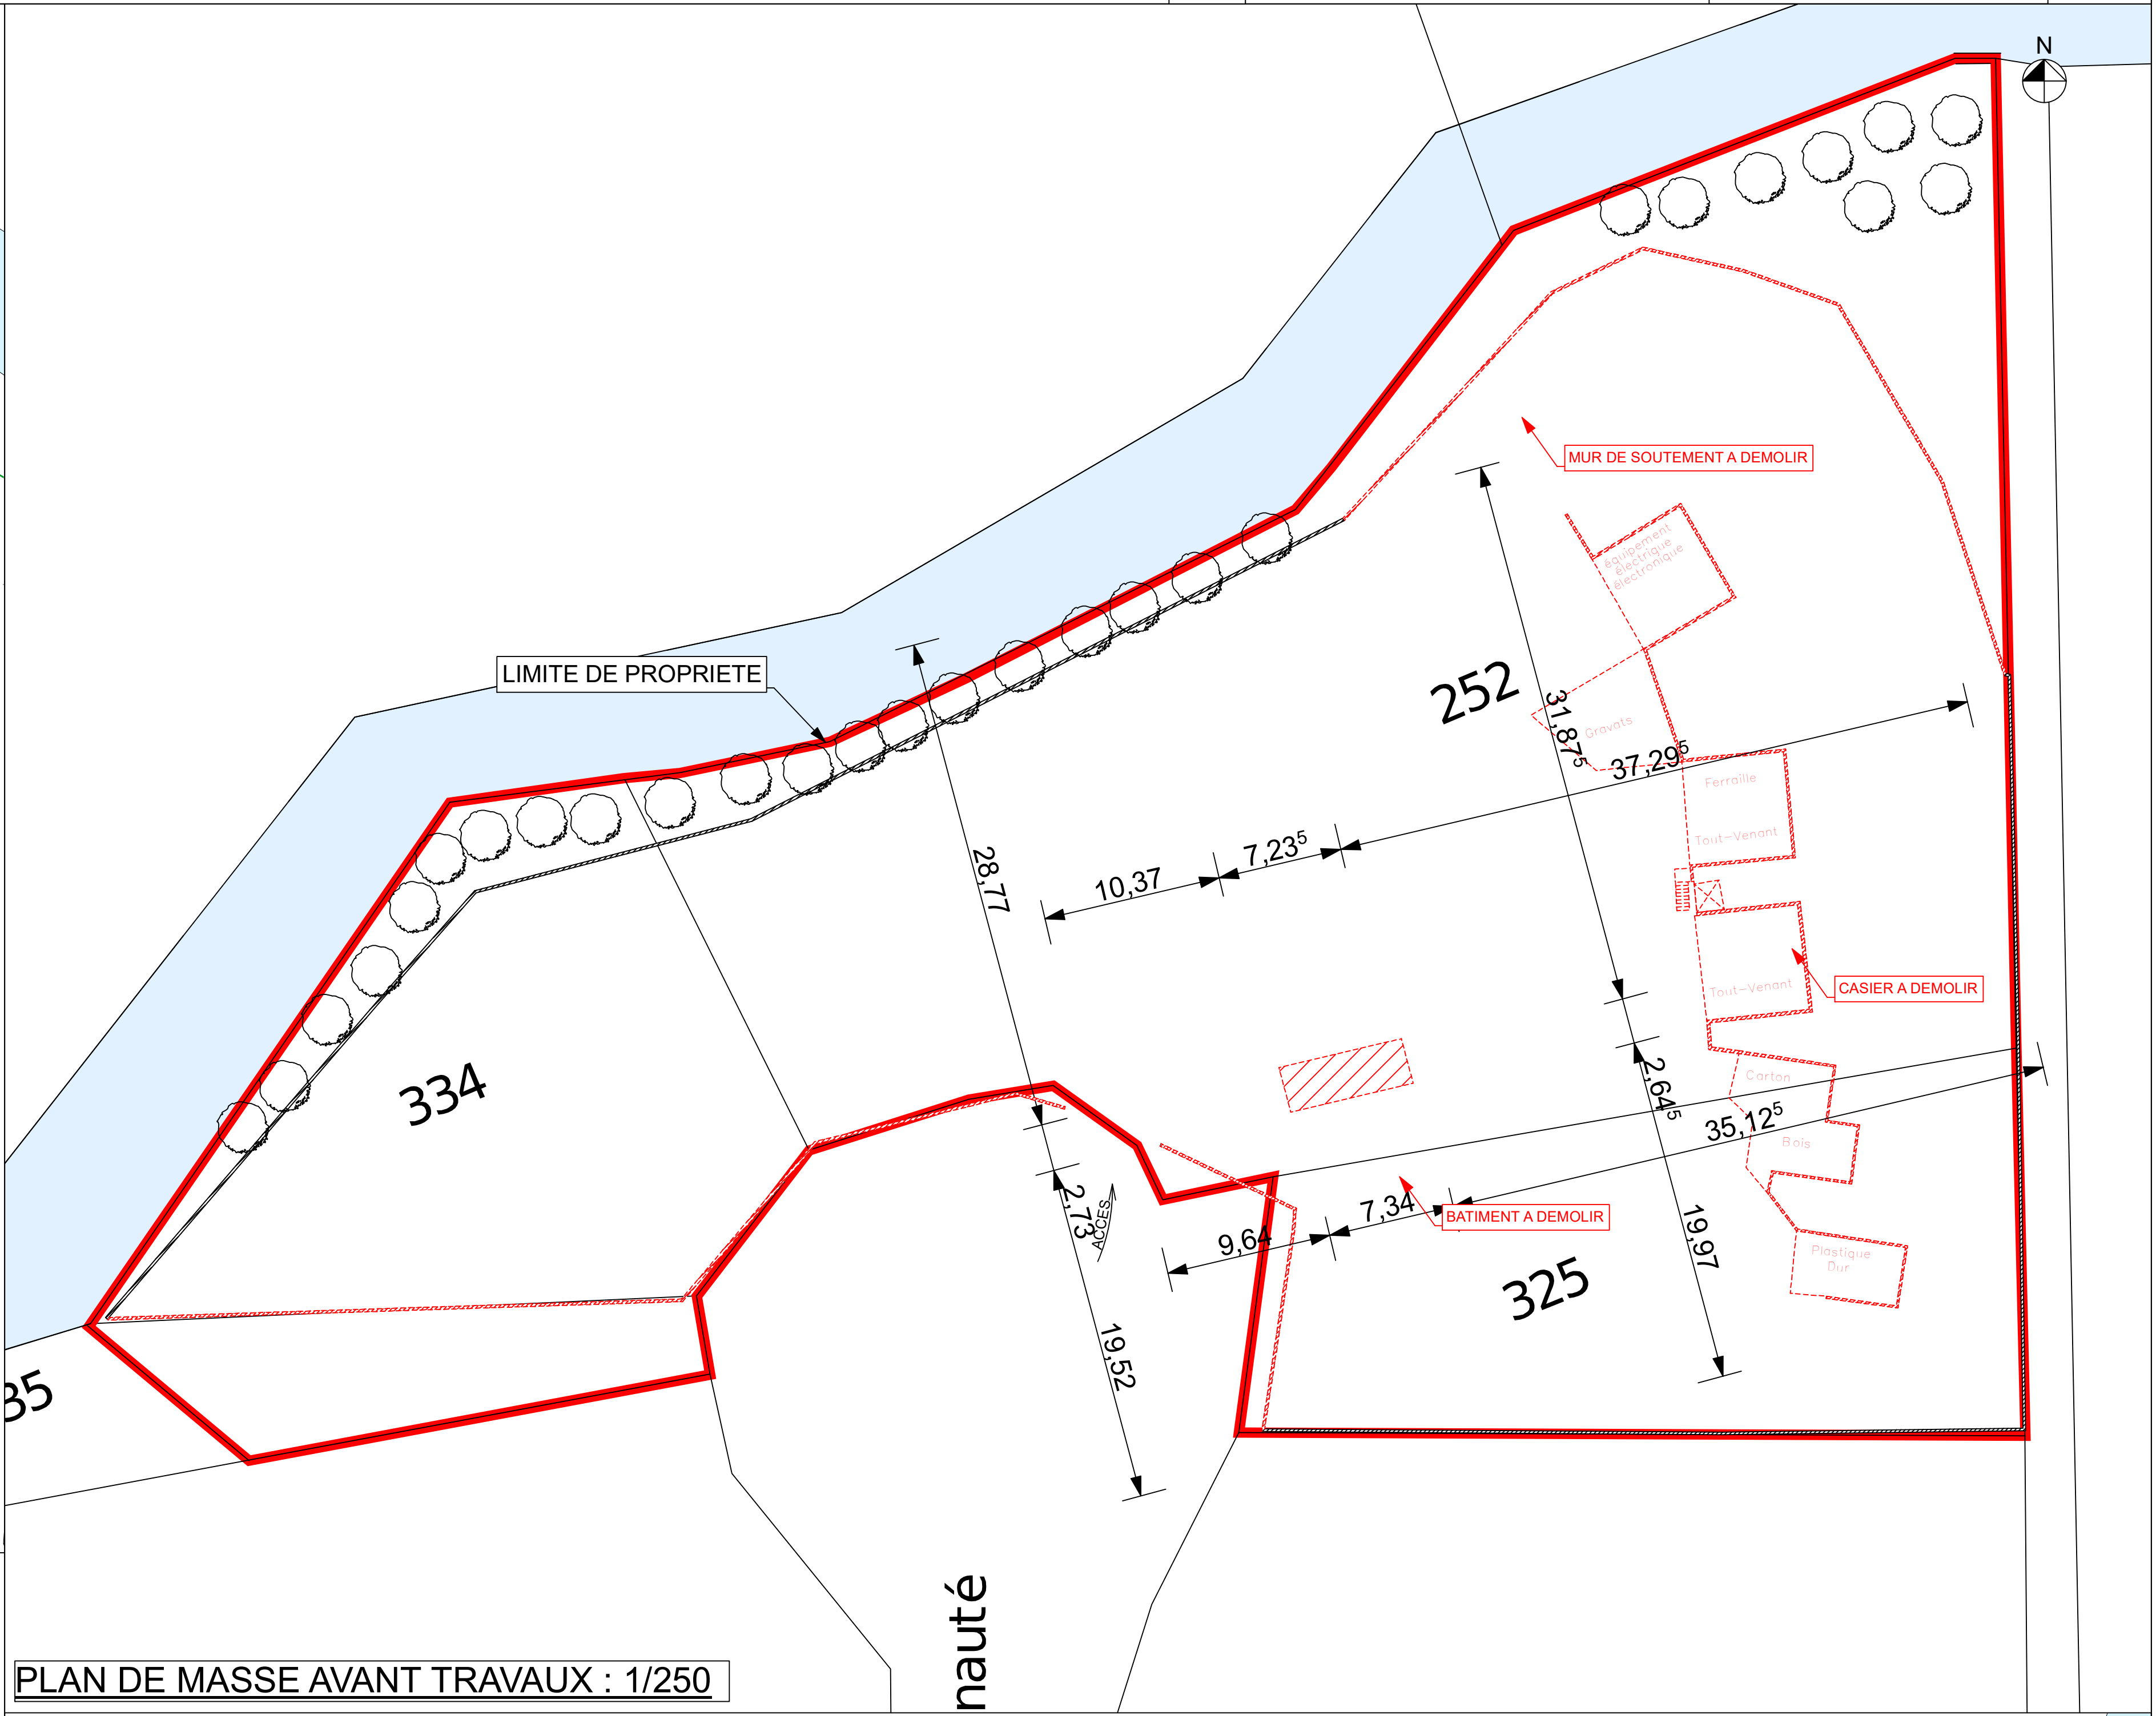 N
MUR DE SOUTEMENT A DEMOLIR
équipement
électrique
électronique
LIMITE DE PROPRIETE
252
31,87⁵
Gravats
37,29⁵
Ferraille
Tout-Venant
28,77
10,37
7,23⁵
Tout-Venant
CASIER A DEMOLIR
334
2,64⁵
Carton
35,12⁵
Bois
2,73
ACCES
9,64
7,34
BATIMENT A DEMOLIR
19,97
Plastique
Dur
325
19,52
35
nauté
PLAN DE MASSE AVANT TRAVAUX : 1/250